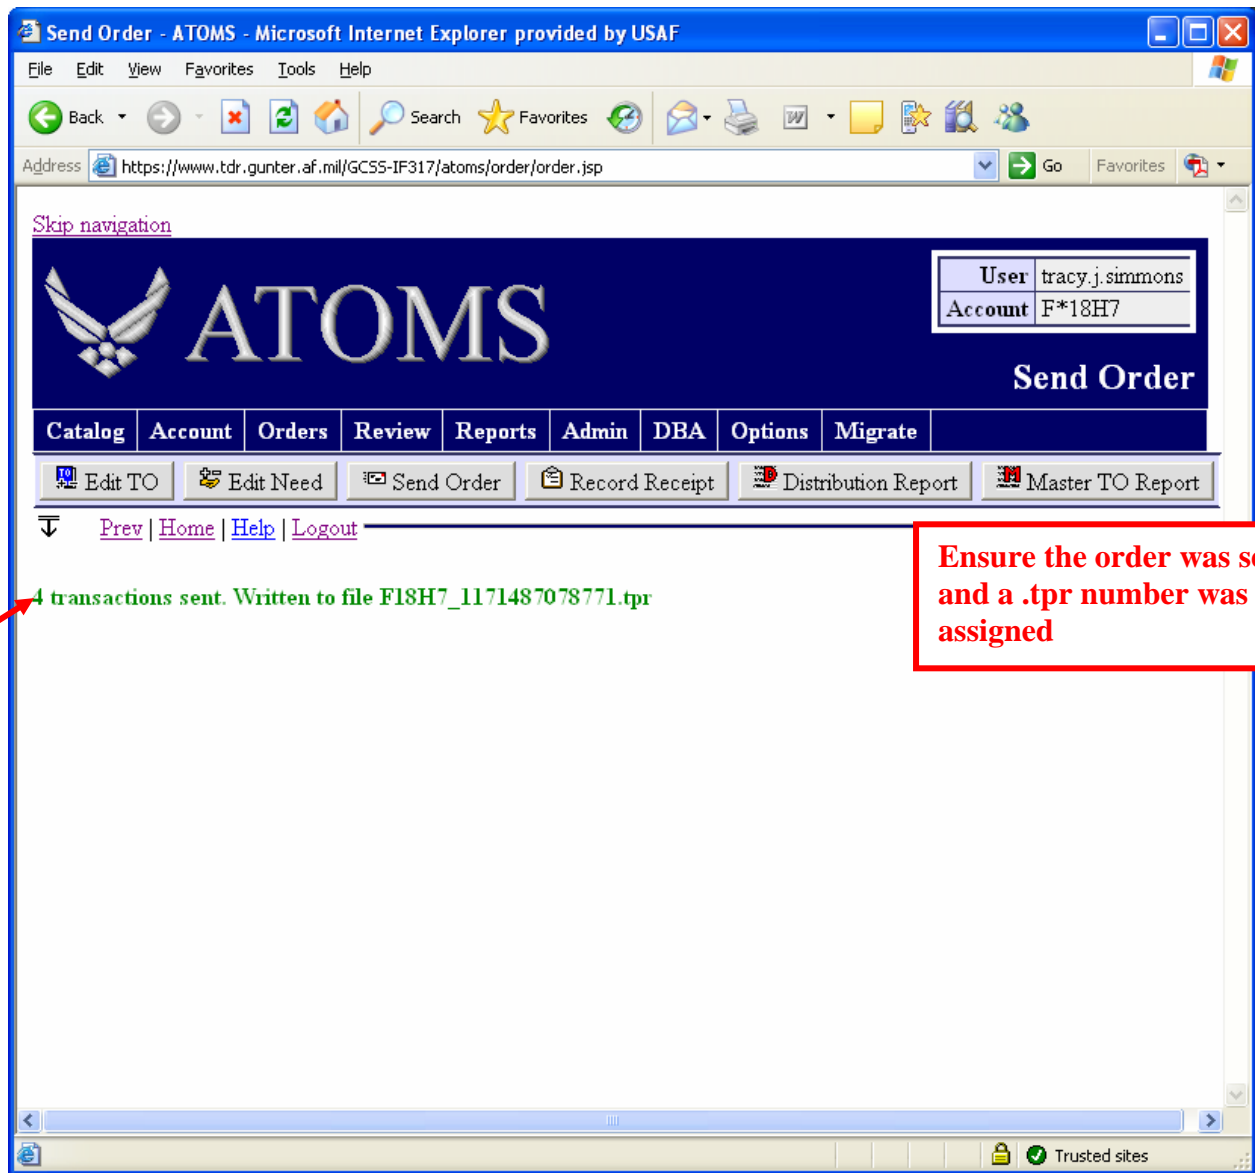 Send Order - ATOMS - Microsoft Internet Explorer provided by USAF
File Edit View Favorites Tools Help
Back Search Favorites
Address https://www.tdr.gunter.af.mil/GCSS-IF317/atoms/order/order.jsp Go Favorites
Skip navigation
ATOMS
User tracy.j.simmons
Account F*18H7
Send Order
Catalog Account Orders Review Reports Admin DBA Options Migrate
Edit TO Edit Need Send Order Record Receipt Distribution Report Master TO Report
Prev | Home | Help | Logout
Ensure the order was
and a .tpr number was
assigned
4 transactions sent. Written to file F18H7_1171487078771.tpr
Trusted sites